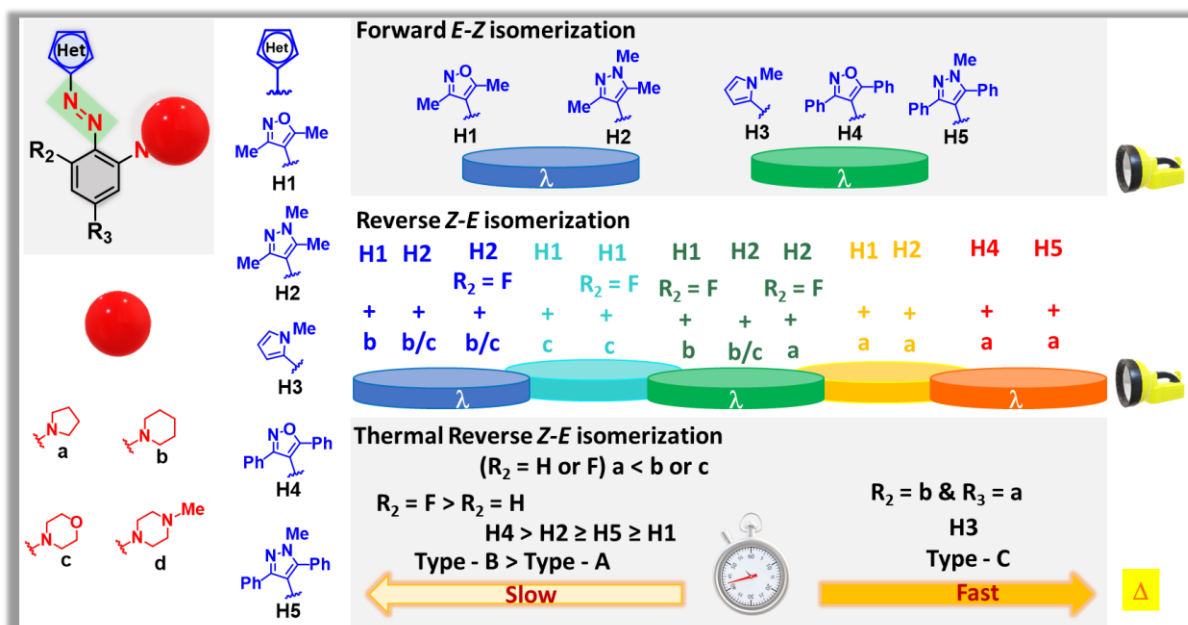 Het
N
N
N
R2
R3
a
N
b
N
c
N
O
d
N
N
Me
Het
N
O
Me
Me
H1
N
N
Me
Me
Me
H2
N
Me
H3
N
O
Ph
Ph
H4
N
N
Me
Ph
Ph
H5
Forward E-Z isomerization
N
O
Me
Me
H1
N
N
Me
Me
Me
H2
N
Me
H3
N
O
Ph
Ph
H4
N
N
Me
Ph
Ph
H5
λ
λ
Reverse Z-E isomerization
H1 H2 H2 H1 H1 H1 H2 H2 H1 H2 H4 H5
R2 = F R2 = F R2 = F R2 = F
+ + + + + + + + + + + +
b b/c b/c c c b b/c a a a a a
λ λ λ
Thermal Reverse Z-E isomerization
(R2 = H or F) a < b or c
R2 = F > R2 = H
H4 > H2 ≥ H5 ≥ H1
Type - B > Type - A
Slow
60
30
R2 = b & R3 = a
H3
Type - C
Fast
Δ